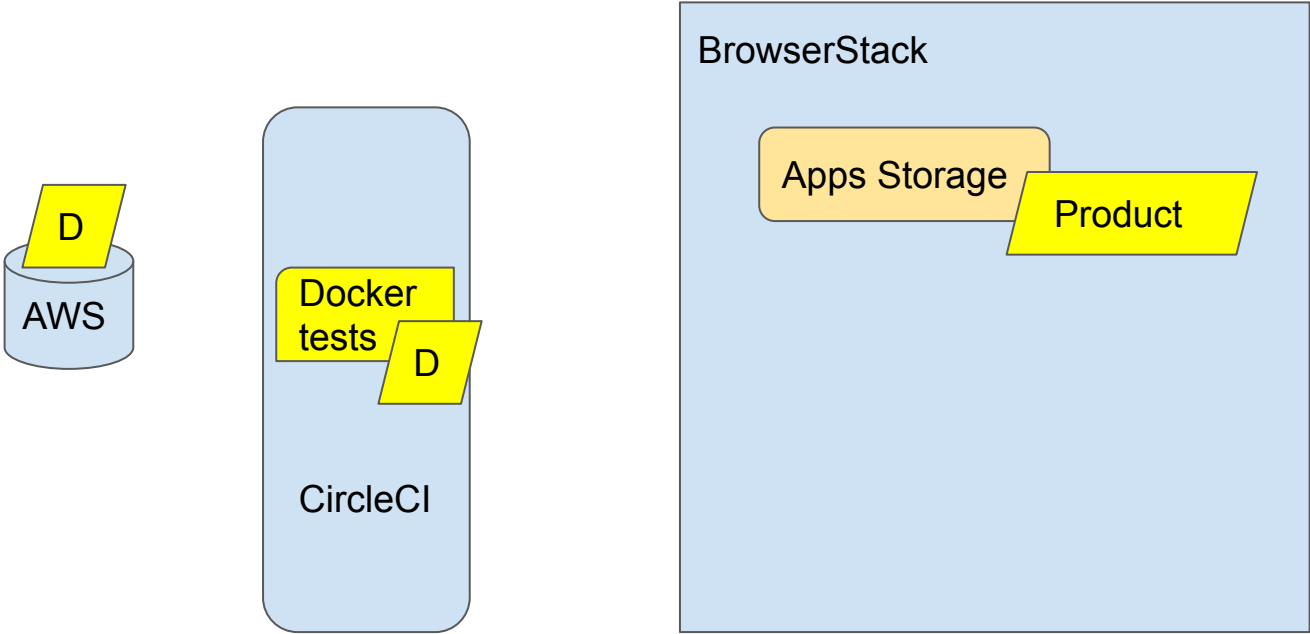 BrowserStack
Apps Storage
Product
D
AWS
Docker
tests
D
CircleCI